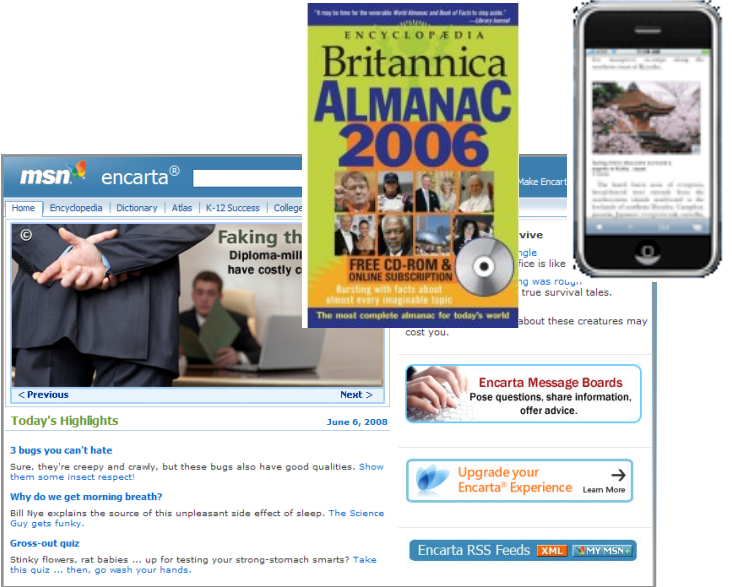 "It may be time for the venerable World Almanac and Book of Facts to step aside."
—Library Journal
ENCYCLOPÆDIA
Britannica
ALMANAC
2006
FREE CD-ROM &
ONLINE SUBSCRIPTION
Bursting with facts about
almost every imaginable topic
The most complete almanac for today's world
msn encarta®
Make Encart
Home | Encyclopedia | Dictionary | Atlas | K-12 Success | College
©
Faking th
Diploma-mill
have costly c
< Previous Next >
vive
ngle
fice is like
ng was rough
true survival tales.
about these creatures may
cost you.
Encarta Message Boards
Pose questions, share information,
offer advice.
Today's Highlights June 6, 2008
3 bugs you can't hate
Sure, they're creepy and crawly, but these bugs also have good qualities. Show
them some insect respect!
Why do we get morning breath?
Bill Nye explains the source of this unpleasant side effect of sleep. The Science
Guy gets funky.
Gross-out quiz
Stinky flowers, rat babies ... up for testing your strong-stomach smarts? Take
this quiz ... then, go wash your hands.
Upgrade your
Encarta® Experience
Learn More
Encarta RSS Feeds XML MY MSN+